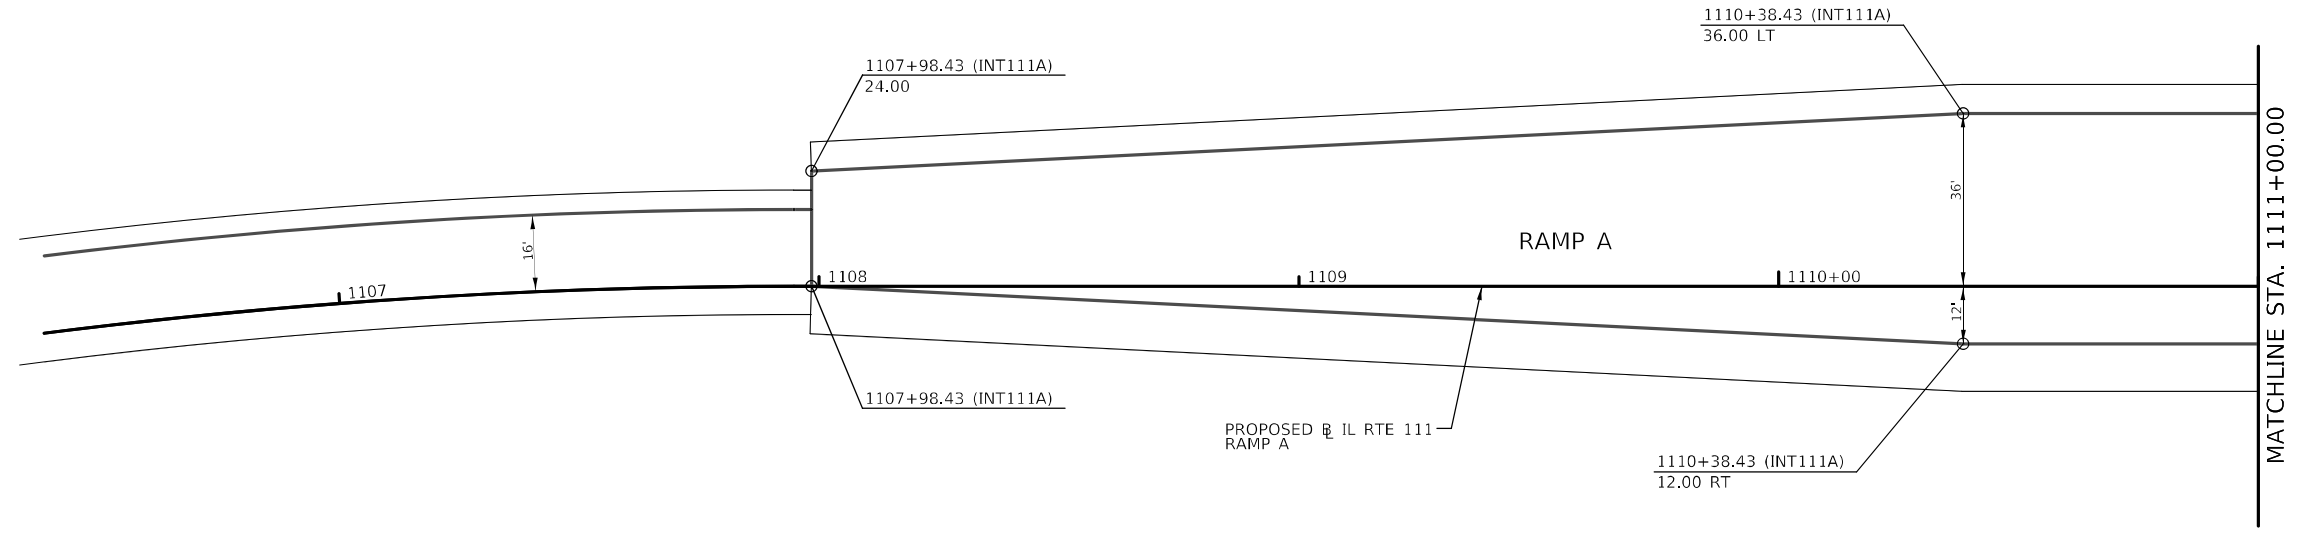 1110+38.43 (INT111A)
36.00 LT
1107+98.43 (INT111A)
24.00
MATCHLINE STA. 1111+00.00
36'
16'
RAMP A
1107
1108
1109
1110+00
12'
1107+98.43 (INT111A)
PROPOSED ⅊ IL RTE 111
RAMP A
1110+38.43 (INT111A)
12.00 RT